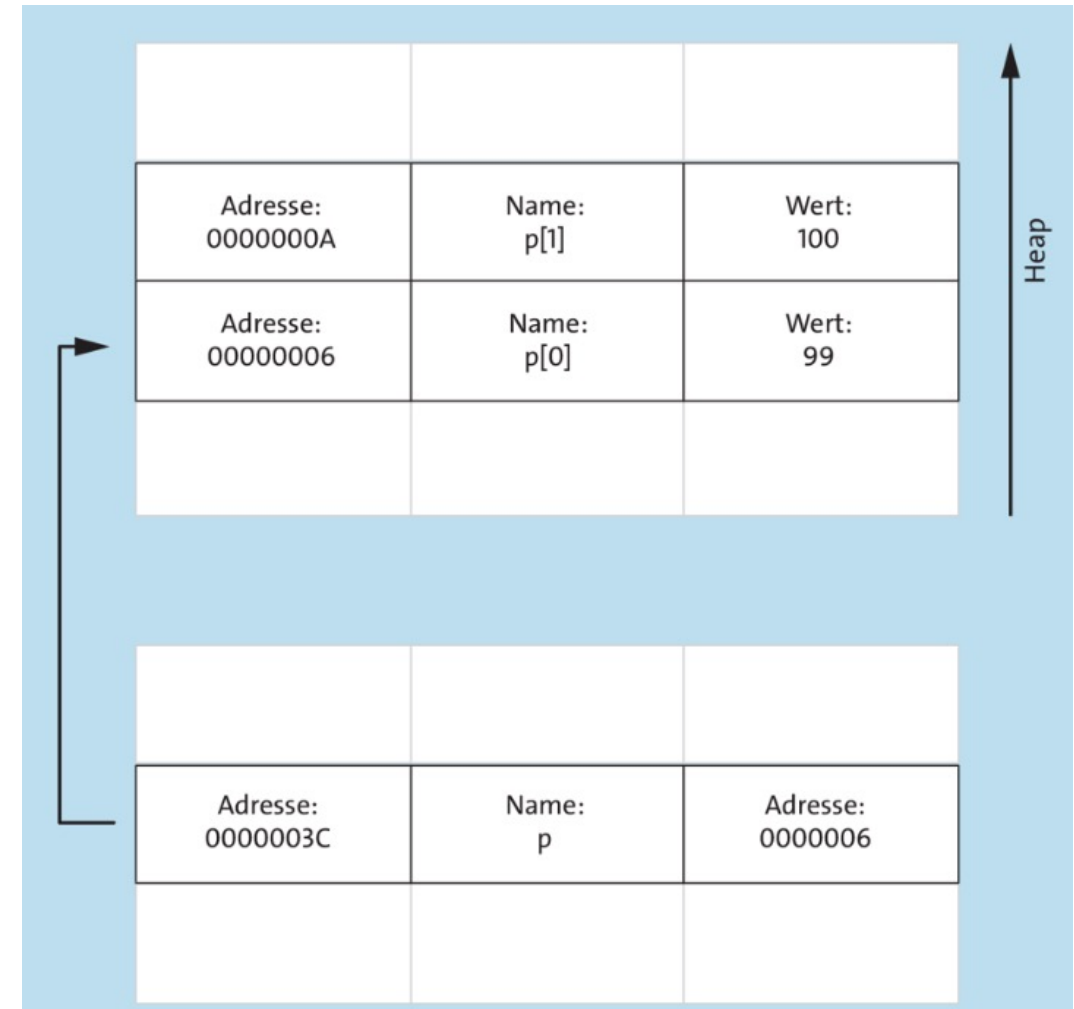 Adresse:
0000000A
Name:
p[1]
Wert:
100
Adresse:
00000006
Name:
p[0]
Wert:
99
Heap
Adresse:
0000003C
Name:
p
Adresse:
0000006